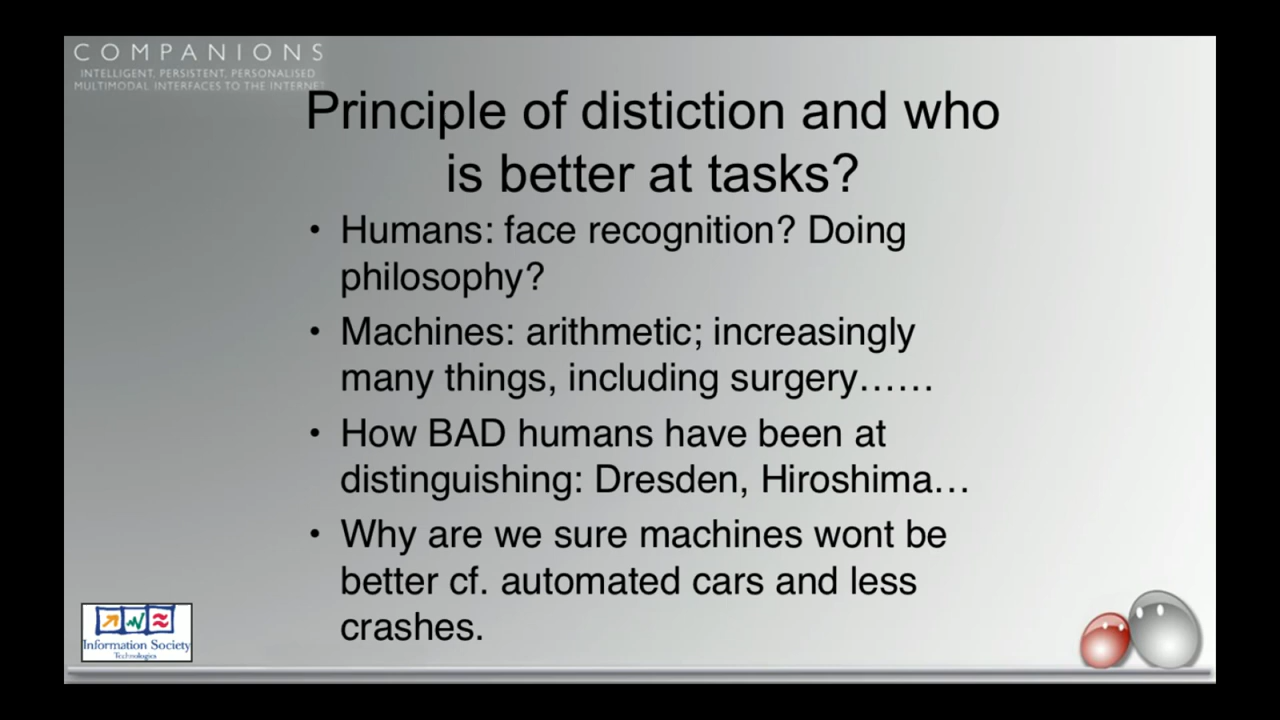 COMPANIONS
INTELLIGENT, PERSISTENT, PERSONALISED
MULTIMODAL INTERFACES TO THE INTERNET
Principle of distiction and who
is better at tasks?
• Humans: face recognition? Doing
philosophy?
• Machines: arithmetic; increasingly
many things, including surgery……
• How BAD humans have been at
distinguishing: Dresden, Hiroshima…
• Why are we sure machines wont be
better cf. automated cars and less
crashes.
Information Society
Technologies